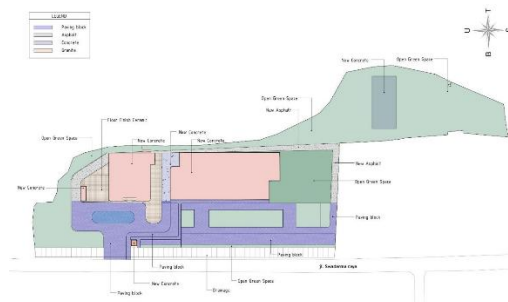 LEGEND
Paving block
Asphalt
Concrete
Granite
U
T
S
B
New Concrete
Open Green Space
Open Green Space
New Asphalt
Floor Finish Ceramic
New Concrete
New Concrete
New Concrete
Open Green Space
New Asphalt
Open Green Space
New Concrete
Paving block
Paving block
Paving block
Jl. Swadarma raya
New Concrete
Open Green Space
Paving block
Drainage